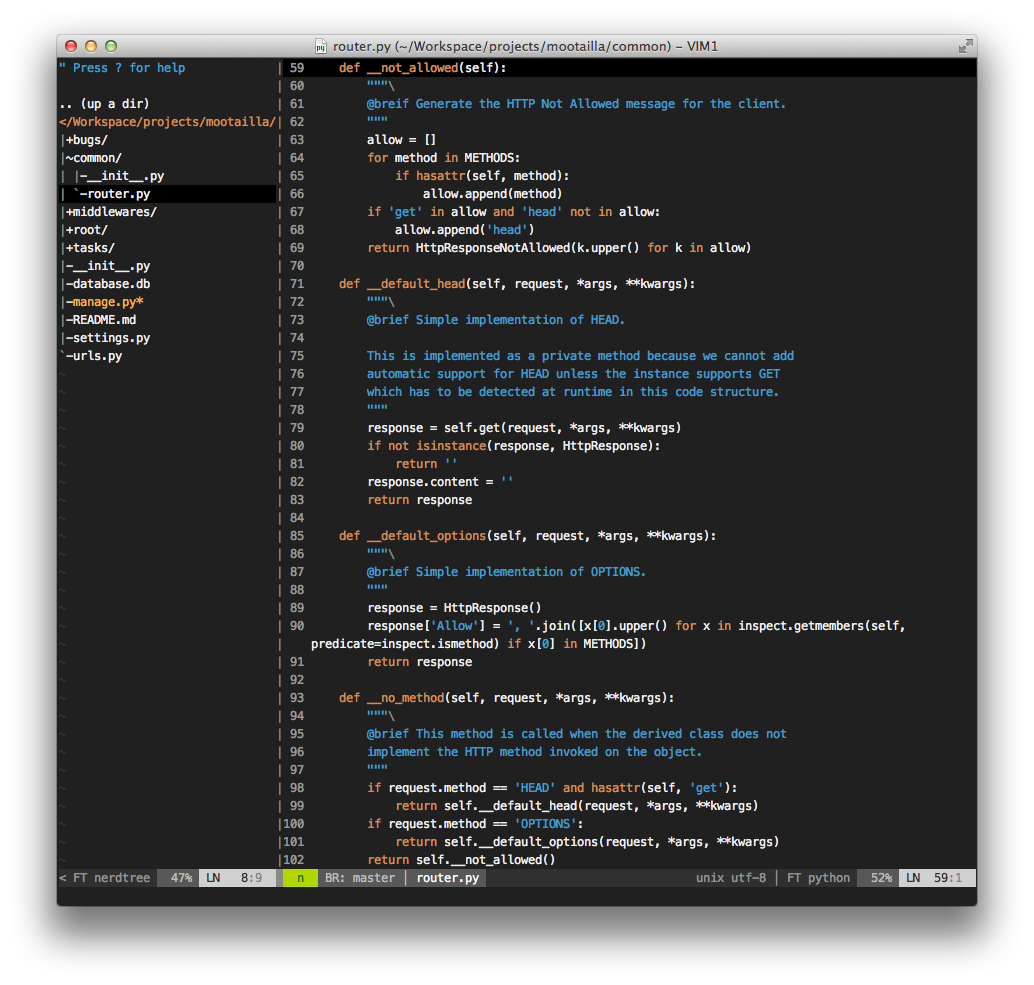 router.py (~/Workspace/projects/mootailla/common) – VIM1
" Press ? for help
.. (up a dir)
</Workspace/projects/mootailla/
|+bugs/
|~common/
| |-__init__.py
| `-router.py
|+middlewares/
|+root/
|+tasks/
|-__init__.py
|-database.db
|-manage.py*
|-README.md
|-settings.py
`-urls.py
59     def __not_allowed(self):
60         """\
61         @breif Generate the HTTP Not Allowed message for the client.
62         """
63         allow = []
64         for method in METHODS:
65             if hasattr(self, method):
66                 allow.append(method)
67         if 'get' in allow and 'head' not in allow:
68             allow.append('head')
69         return HttpResponseNotAllowed(k.upper() for k in allow)
70
71     def __default_head(self, request, *args, **kwargs):
72         """\
73         @brief Simple implementation of HEAD.
74
75         This is implemented as a private method because we cannot add
76         automatic support for HEAD unless the instance supports GET
77         which has to be detected at runtime in this code structure.
78         """
79         response = self.get(request, *args, **kwargs)
80         if not isinstance(response, HttpResponse):
81             return ''
82         response.content = ''
83         return response
84
85     def __default_options(self, request, *args, **kwargs):
86         """\
87         @brief Simple implementation of OPTIONS.
88         """
89         response = HttpResponse()
90         response['Allow'] = ', '.join([x[0].upper() for x in inspect.getmembers(self,
predicate=inspect.ismethod) if x[0] in METHODS])
91         return response
92
93     def __no_method(self, request, *args, **kwargs):
94         """\
95         @brief This method is called when the derived class does not
96         implement the HTTP method invoked on the object.
97         """
98         if request.method == 'HEAD' and hasattr(self, 'get'):
99             return self.__default_head(request, *args, **kwargs)
100         if request.method == 'OPTIONS':
101             return self.__default_options(request, *args, **kwargs)
102         return self.__not_allowed()
< FT nerdtree 47% LN 8:9 n BR: master | router.py unix utf-8 | FT python 52% LN 59:1